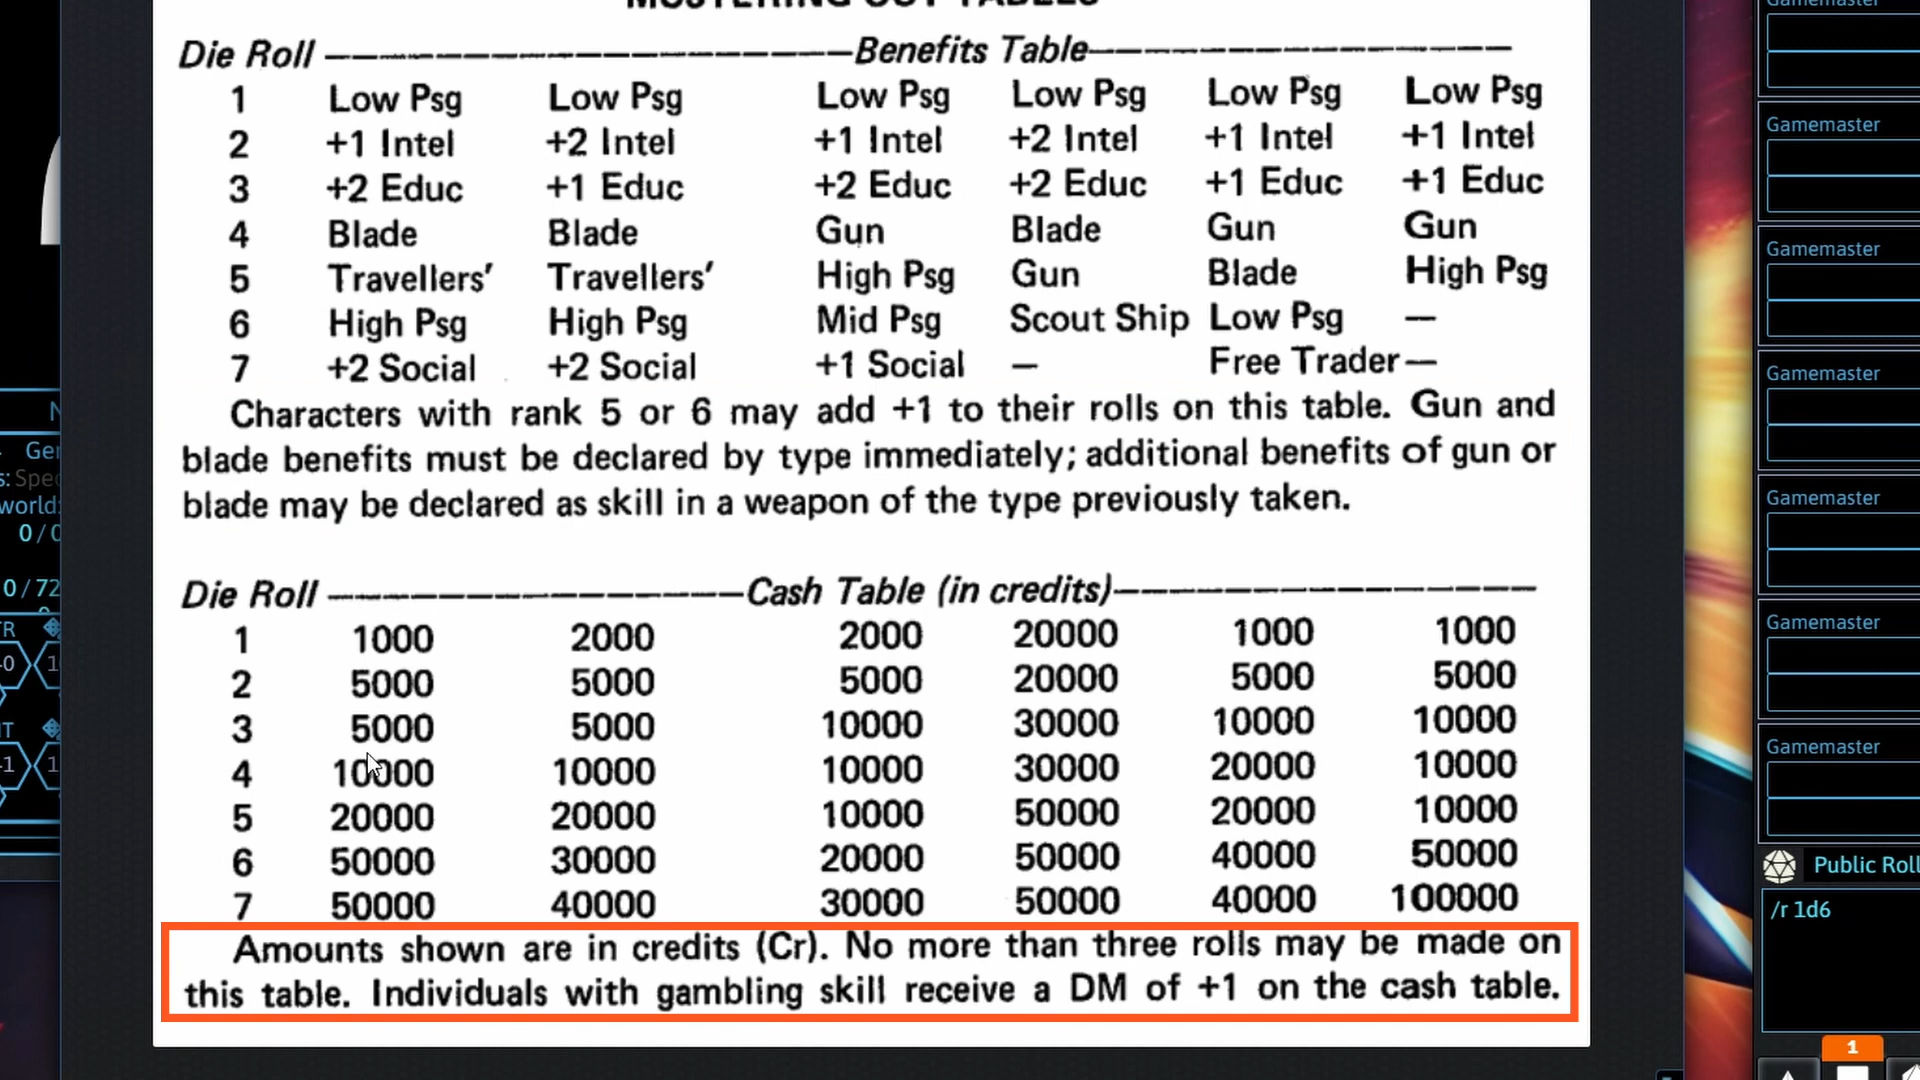 MUSTERING OUT TABLES
Die Roll Benefits Table
1 Low Psg Low Psg Low Psg Low Psg Low Psg Low Psg
2 +1 Intel +2 Intel +1 Intel +2 Intel +1 Intel +1 Intel
3 +2 Educ +1 Educ +2 Educ +2 Educ +1 Educ +1 Educ
4 Blade Blade Gun Blade Gun Gun
5 Travellers' Travellers' High Psg Gun Blade High Psg
6 High Psg High Psg Mid Psg Scout Ship Low Psg —
7 +2 Social +2 Social +1 Social — Free Trader —
Characters with rank 5 or 6 may add +1 to their rolls on this table. Gun and
blade benefits must be declared by type immediately; additional benefits of gun or
blade may be declared as skill in a weapon of the type previously taken.
Die Roll Cash Table (in credits)
1 1000 2000 2000 20000 1000 1000
2 5000 5000 5000 20000 5000 5000
3 5000 5000 10000 30000 10000 10000
4 10000 10000 10000 30000 20000 10000
5 20000 20000 10000 50000 20000 10000
6 50000 30000 20000 50000 40000 50000
7 50000 40000 30000 50000 40000 100000
Amounts shown are in credits (Cr). No more than three rolls may be made on
this table. Individuals with gambling skill receive a DM of +1 on the cash table.
Gamemaster
Gamemaster
Gamemaster
Gamemaster
Gamemaster
Gamemaster
Gamemaster
Public Roll
/r 1d6
1
0 / 72